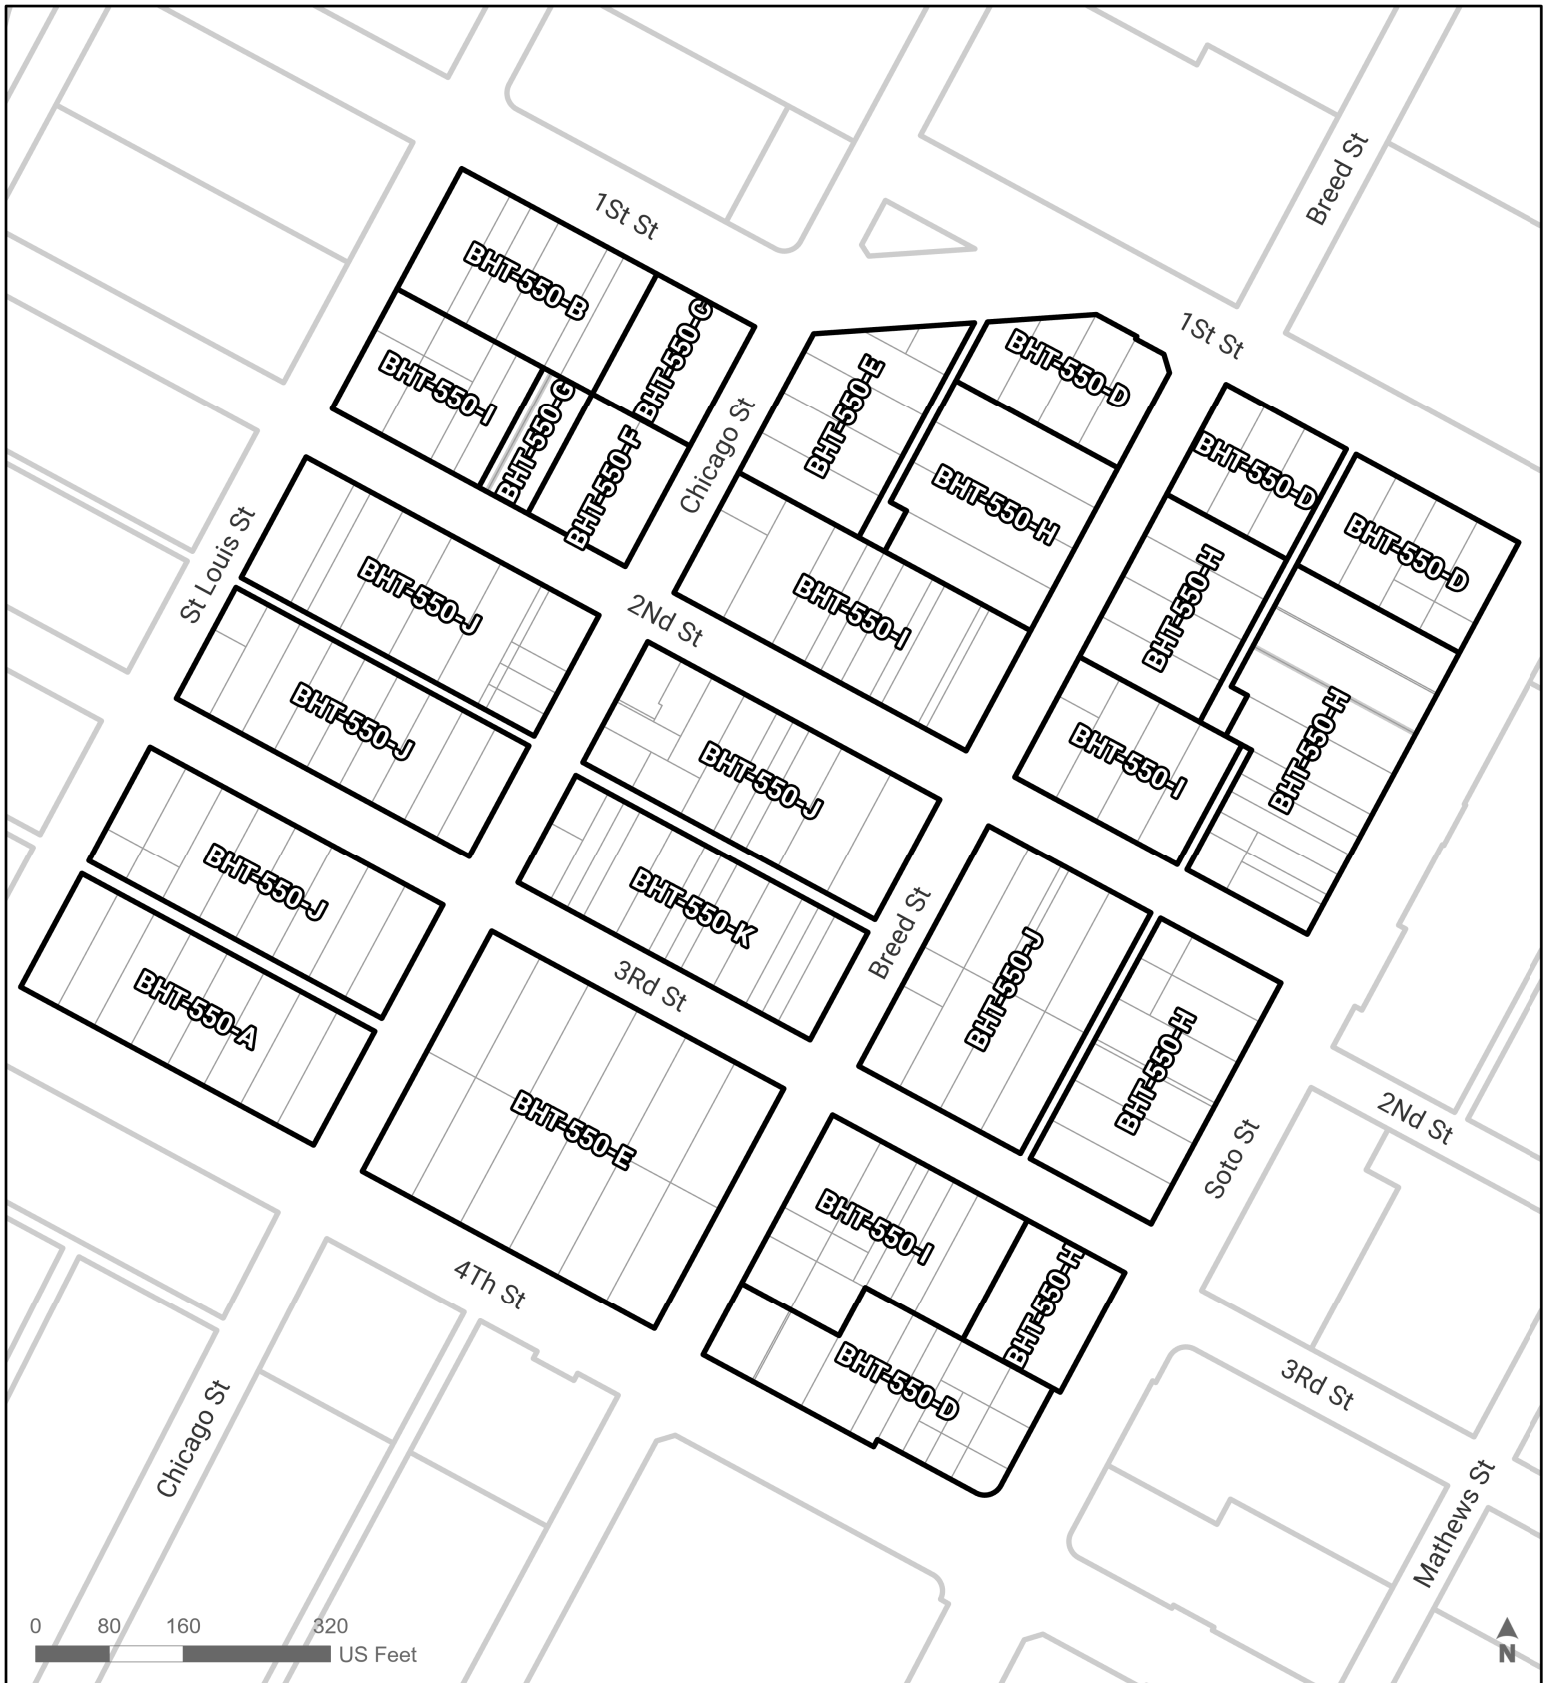 Breed St
1St St
BHT-550-B
BHT-550-C
1St St
BHT-550-D
BHT-550-E
BHT-550-I
BHT-550-G
BHT-550-F
Chicago St
BHT-550-D
BHT-550-H
BHT-550-D
St Louis St
BHT-550-J
2Nd St
BHT-550-I
BHT-550-H
BHT-550-J
BHT-550-J
BHT-550-I
BHT-550-H
BHT-550-J
BHT-550-K
Breed St
BHT-550-J
BHT-550-A
3Rd St
BHT-550-H
BHT-550-E
2Nd St
Soto St
BHT-550-I
BHT-550-H
4Th St
BHT-550-D
3Rd St
Chicago St
Mathews St
0 80 160 320
US Feet
N